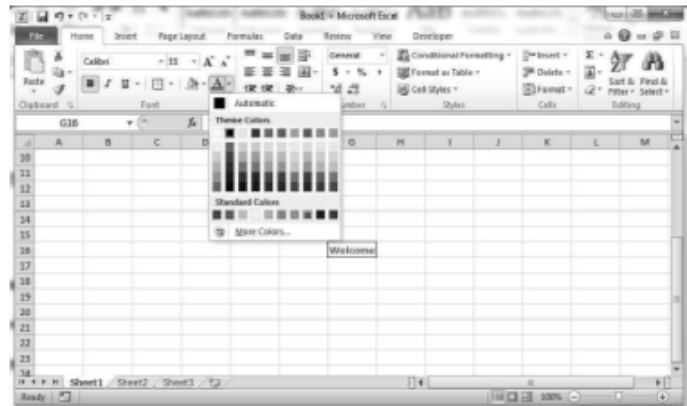 Book1 - Microsoft Excel
File Home Insert Page Layout Formulas Data Review View Developer
Calibri 11 General Conditional Formatting Insert Σ
Paste B I U A $ % , Format as Table Delete Sort & Find &
Cell Styles Format Filter Select
Clipboard Font Number Styles Cells Editing
G16 fx
Automatic
Theme Colors
Standard Colors
More Colors...
A B C D G H I J K L M
10
11
12
13
14
15
16 Welcome
17
18
19
20
21
22
23
24
Sheet1 Sheet2 Sheet3
Ready 100%